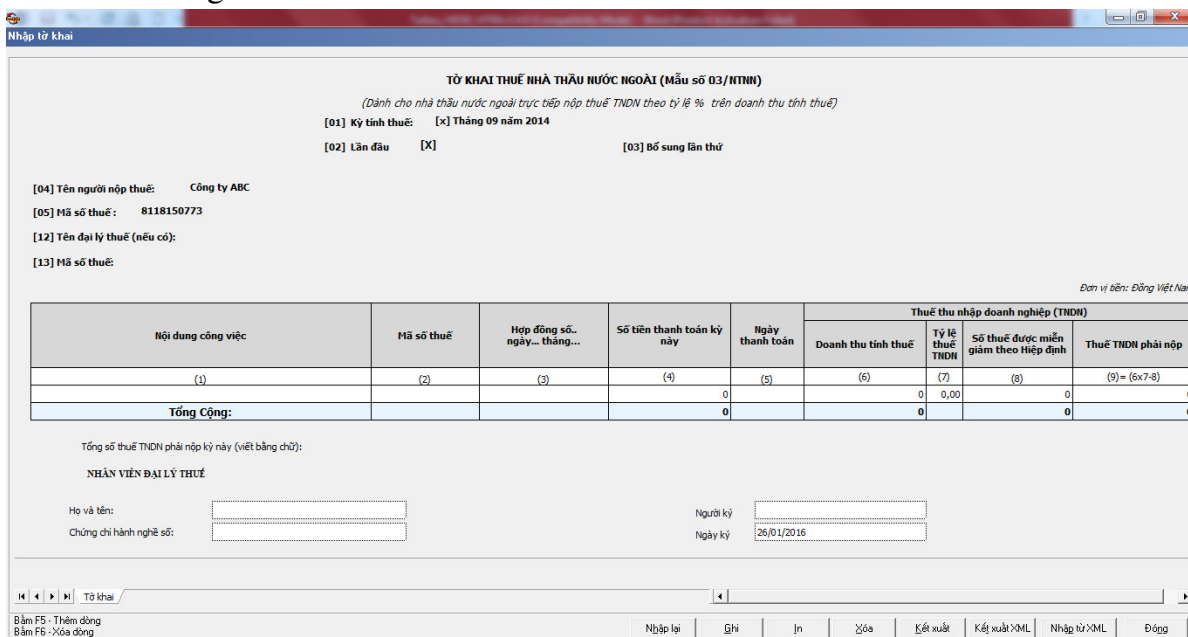 Nhập tờ khai
TỜ KHAI THUẾ NHÀ THẦU NƯỚC NGOÀI (Mẫu số 03/NTNN)
(Dành cho nhà thầu nước ngoài trực tiếp nộp thuế TNDN theo tỷ lệ % trên doanh thu tính thuế)
[01] Kỳ tính thuế: [x] Tháng 09 năm 2014
[02] Lần đầu [X] [03] Bổ sung lần thứ
[04] Tên người nộp thuế: Công ty ABC
[05] Mã số thuế : 8118150773
[12] Tên đại lý thuế (nếu có):
[13] Mã số thuế:
Đơn vị tiền: Đồng Việt Nam
Nội dung công việc
Mã số thuế
Hợp đồng số..
ngày... tháng...
Số tiền thanh toán kỳ
này
Ngày
thanh toán
Thuế thu nhập doanh nghiệp (TNDN)
Doanh thu tính thuế
Tỷ lệ
thuế
TNDN
Số thuế được miễn
giảm theo Hiệp định
Thuế TNDN phải nộp
(1) (2) (3) (4) (5) (6) (7) (8) (9)= (6x7-8)
0 0 0,00 0 0
Tổng Cộng: 0 0 0 0
Tổng số thuế TNDN phải nộp kỳ này (viết bằng chữ):
NHÂN VIÊN ĐẠI LÝ THUẾ
Họ và tên: Người ký
Chứng chỉ hành nghề số: Ngày ký 26/01/2016
Tờ khai
Bấm F5 - Thêm dòng
Bấm F6 - Xóa dòng
Nhập lại Ghi In Xóa Kết xuất Kết xuất XML Nhập từ XML Đóng